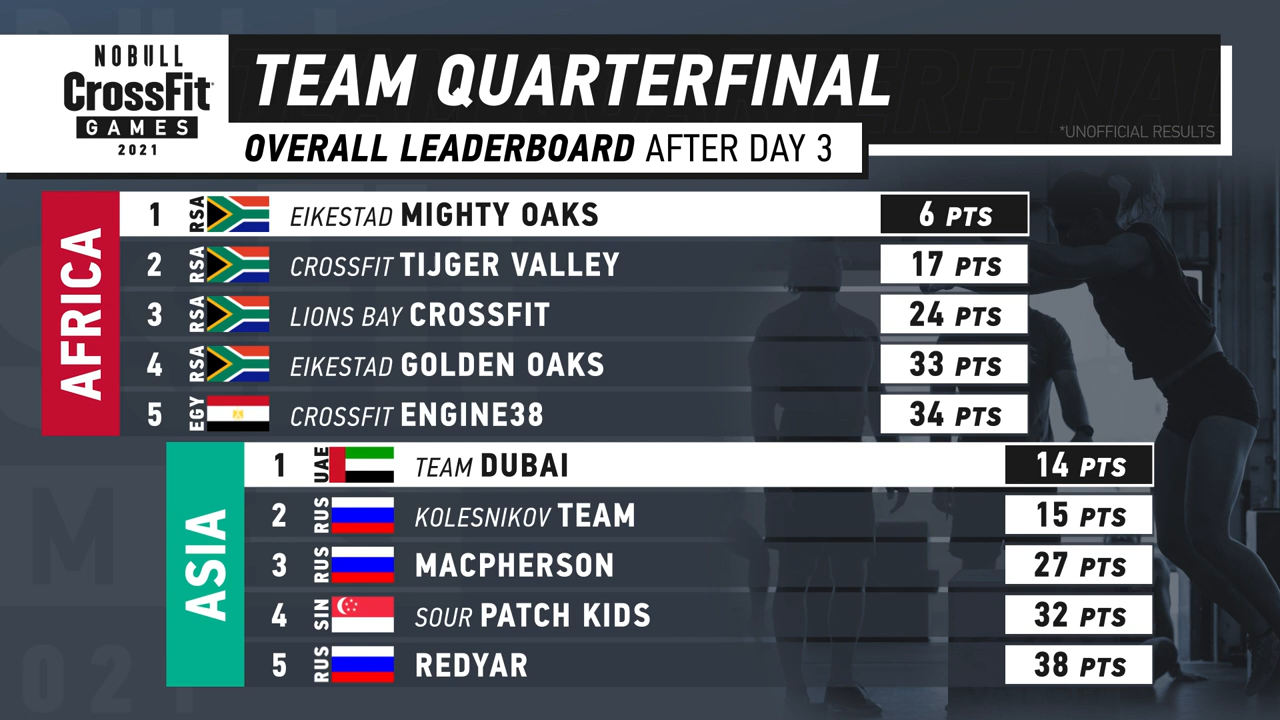 NOBULL
CrossFit
GAMES
2021
TEAM QUARTERFINAL
*UNOFFICIAL RESULTS
OVERALL LEADERBOARD AFTER DAY 3
AFRICA
1 RSA EIKESTAD MIGHTY OAKS 6 PTS
2 RSA CROSSFIT TIJGER VALLEY 17 PTS
3 RSA LIONS BAY CROSSFIT 24 PTS
4 RSA EIKESTAD GOLDEN OAKS 33 PTS
5 EGY CROSSFIT ENGINE38 34 PTS
ASIA
1 UAE TEAM DUBAI 14 PTS
2 RUS KOLESNIKOV TEAM 15 PTS
3 RUS MACPHERSON 27 PTS
4 SIN SOUR PATCH KIDS 32 PTS
5 RUS REDYAR 38 PTS